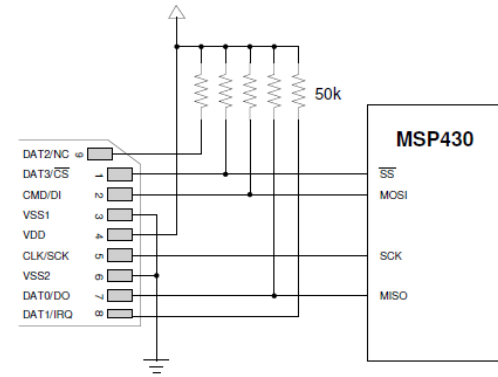 50k
MSP430
DAT2/NC 9
DAT3/CS 1
SS
CMD/DI 2
MOSI
VSS1 3
VDD 4
CLK/SCK 5
SCK
VSS2 6
DAT0/DO 7
MISO
DAT1/IRQ 8